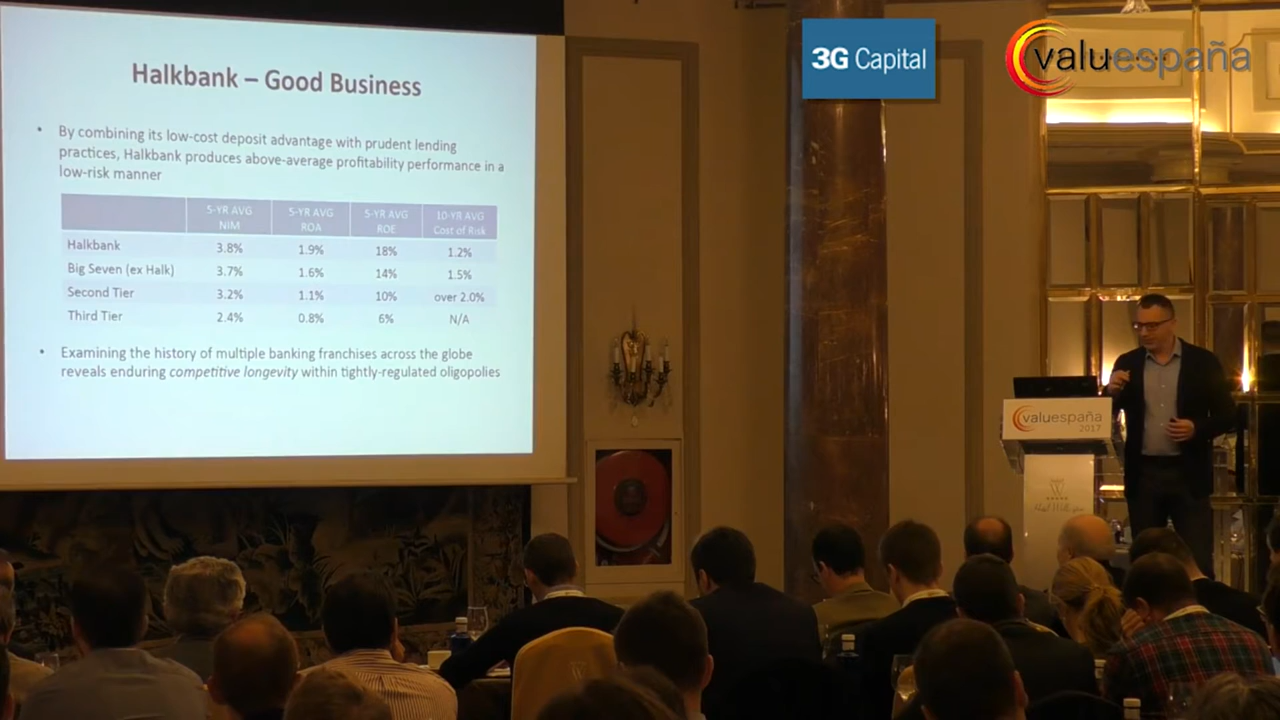 Halkbank – Good Business
• By combining its low-cost deposit advantage with prudent lending
practices, Halkbank produces above-average profitability performance in a
low-risk manner
5-YR AVG NIM 5-YR AVG ROA 5-YR AVG ROE 10-YR AVG Cost of Risk
Halkbank 3.8% 1.9% 18% 1.2%
Big Seven (ex Halk) 3.7% 1.6% 14% 1.5%
Second Tier 3.2% 1.1% 10% over 2.0%
Third Tier 2.4% 0.8% 6% N/A
• Examining the history of multiple banking franchises across the globe
reveals enduring competitive longevity within tightly-regulated oligopolies
3G Capital
valuespaña
valuespaña
2017
W